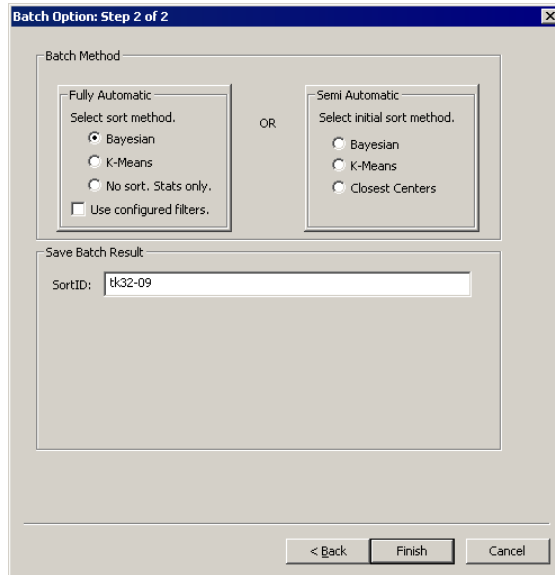 Batch Option: Step 2 of 2
Batch Method
Fully Automatic
Select sort method.
Bayesian
K-Means
No sort. Stats only.
Use configured filters.
OR
Semi Automatic
Select initial sort method.
Bayesian
K-Means
Closest Centers
Save Batch Result
SortID: tk32-09
< Back Finish Cancel